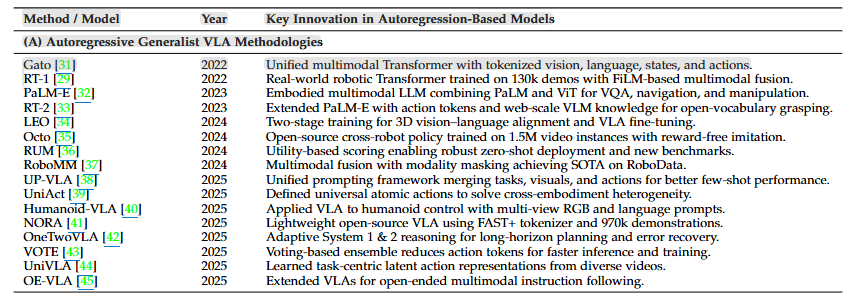 Method / Model Year Key Innovation in Autoregression-Based Models
(A) Autoregressive Generalist VLA Methodologies
Gato [31] 2022 Unified multimodal Transformer with tokenized vision, language, states, and actions.
RT-1 [29] 2022 Real-world robotic Transformer trained on 130k demos with FiLM-based multimodal fusion.
PaLM-E [32] 2023 Embodied multimodal LLM combining PaLM and ViT for VQA, navigation, and manipulation.
RT-2 [33] 2023 Extended PaLM-E with action tokens and web-scale VLM knowledge for open-vocabulary grasping.
LEO [34] 2024 Two-stage training for 3D vision–language alignment and VLA fine-tuning.
Octo [35] 2024 Open-source cross-robot policy trained on 1.5M video instances with reward-free imitation.
RUM [36] 2024 Utility-based scoring enabling robust zero-shot deployment and new benchmarks.
RoboMM [37] 2024 Multimodal fusion with modality masking achieving SOTA on RoboData.
UP-VLA [38] 2025 Unified prompting framework merging tasks, visuals, and actions for better few-shot performance.
UniAct [39] 2025 Defined universal atomic actions to solve cross-embodiment heterogeneity.
Humanoid-VLA [40] 2025 Applied VLA to humanoid control with multi-view RGB and language prompts.
NORA [41] 2025 Lightweight open-source VLA using FAST+ tokenizer and 970k demonstrations.
OneTwoVLA [42] 2025 Adaptive System 1 & 2 reasoning for long-horizon planning and error recovery.
VOTE [43] 2025 Voting-based ensemble reduces action tokens for faster inference and training.
UniVLA [44] 2025 Learned task-centric latent action representations from diverse videos.
OE-VLA [45] 2025 Extended VLAs for open-ended multimodal instruction following.